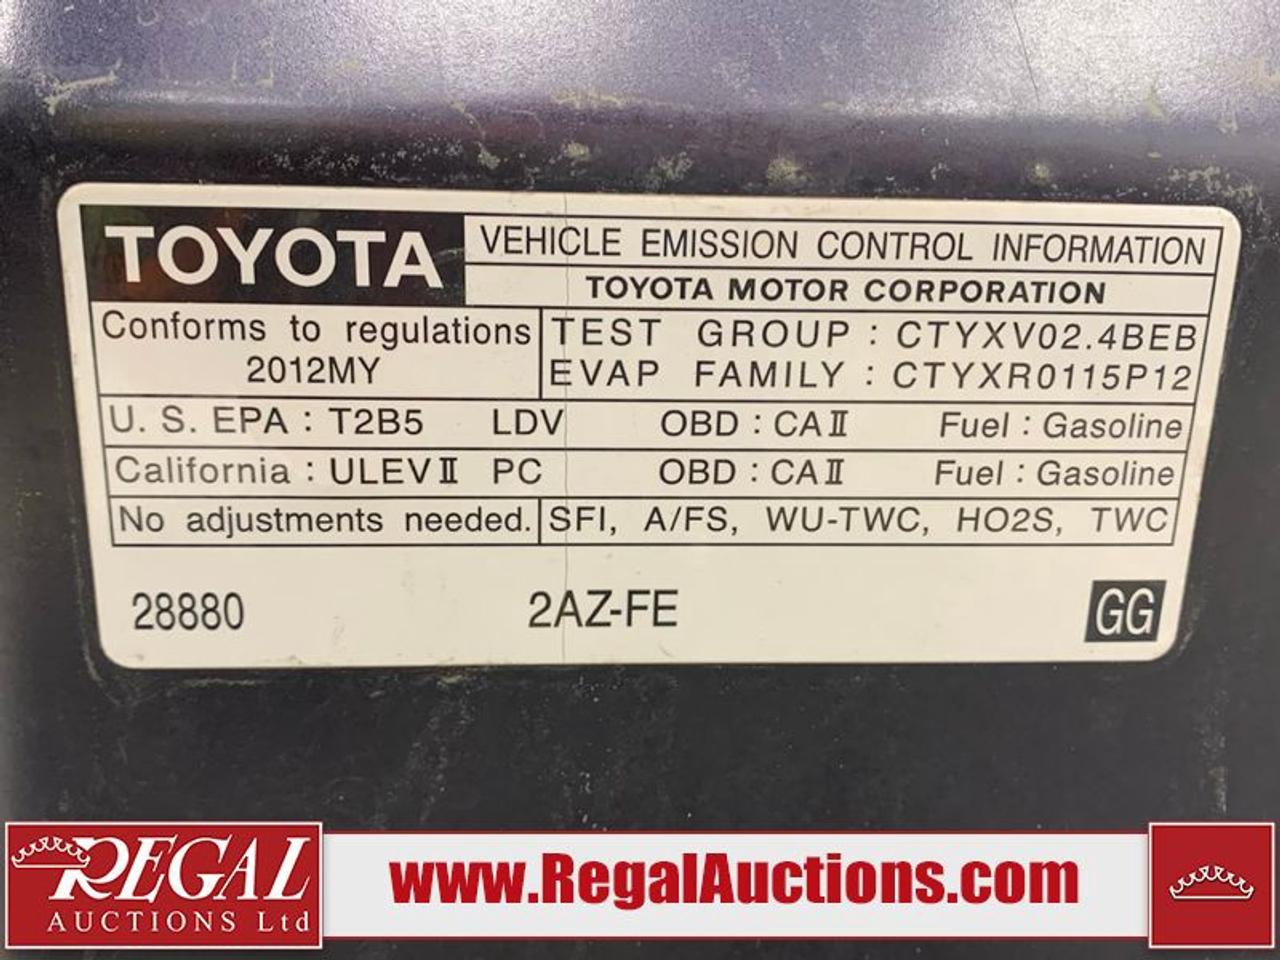 TOYOTA
VEHICLE EMISSION CONTROL INFORMATION
TOYOTA MOTOR CORPORATION
Conforms to regulations
2012MY
TEST GROUP : CTYXV02.4BEB
EVAP FAMILY : CTYXR0115P12
U. S. EPA : T2B5 LDV OBD : CAⅡ Fuel : Gasoline
California : ULEVⅡ PC OBD : CAⅡ Fuel : Gasoline
No adjustments needed. SFI, A/FS, WU-TWC, HO2S, TWC
28880 2AZ-FE GG
REGAL
AUCTIONS Ltd
www.RegalAuctions.com